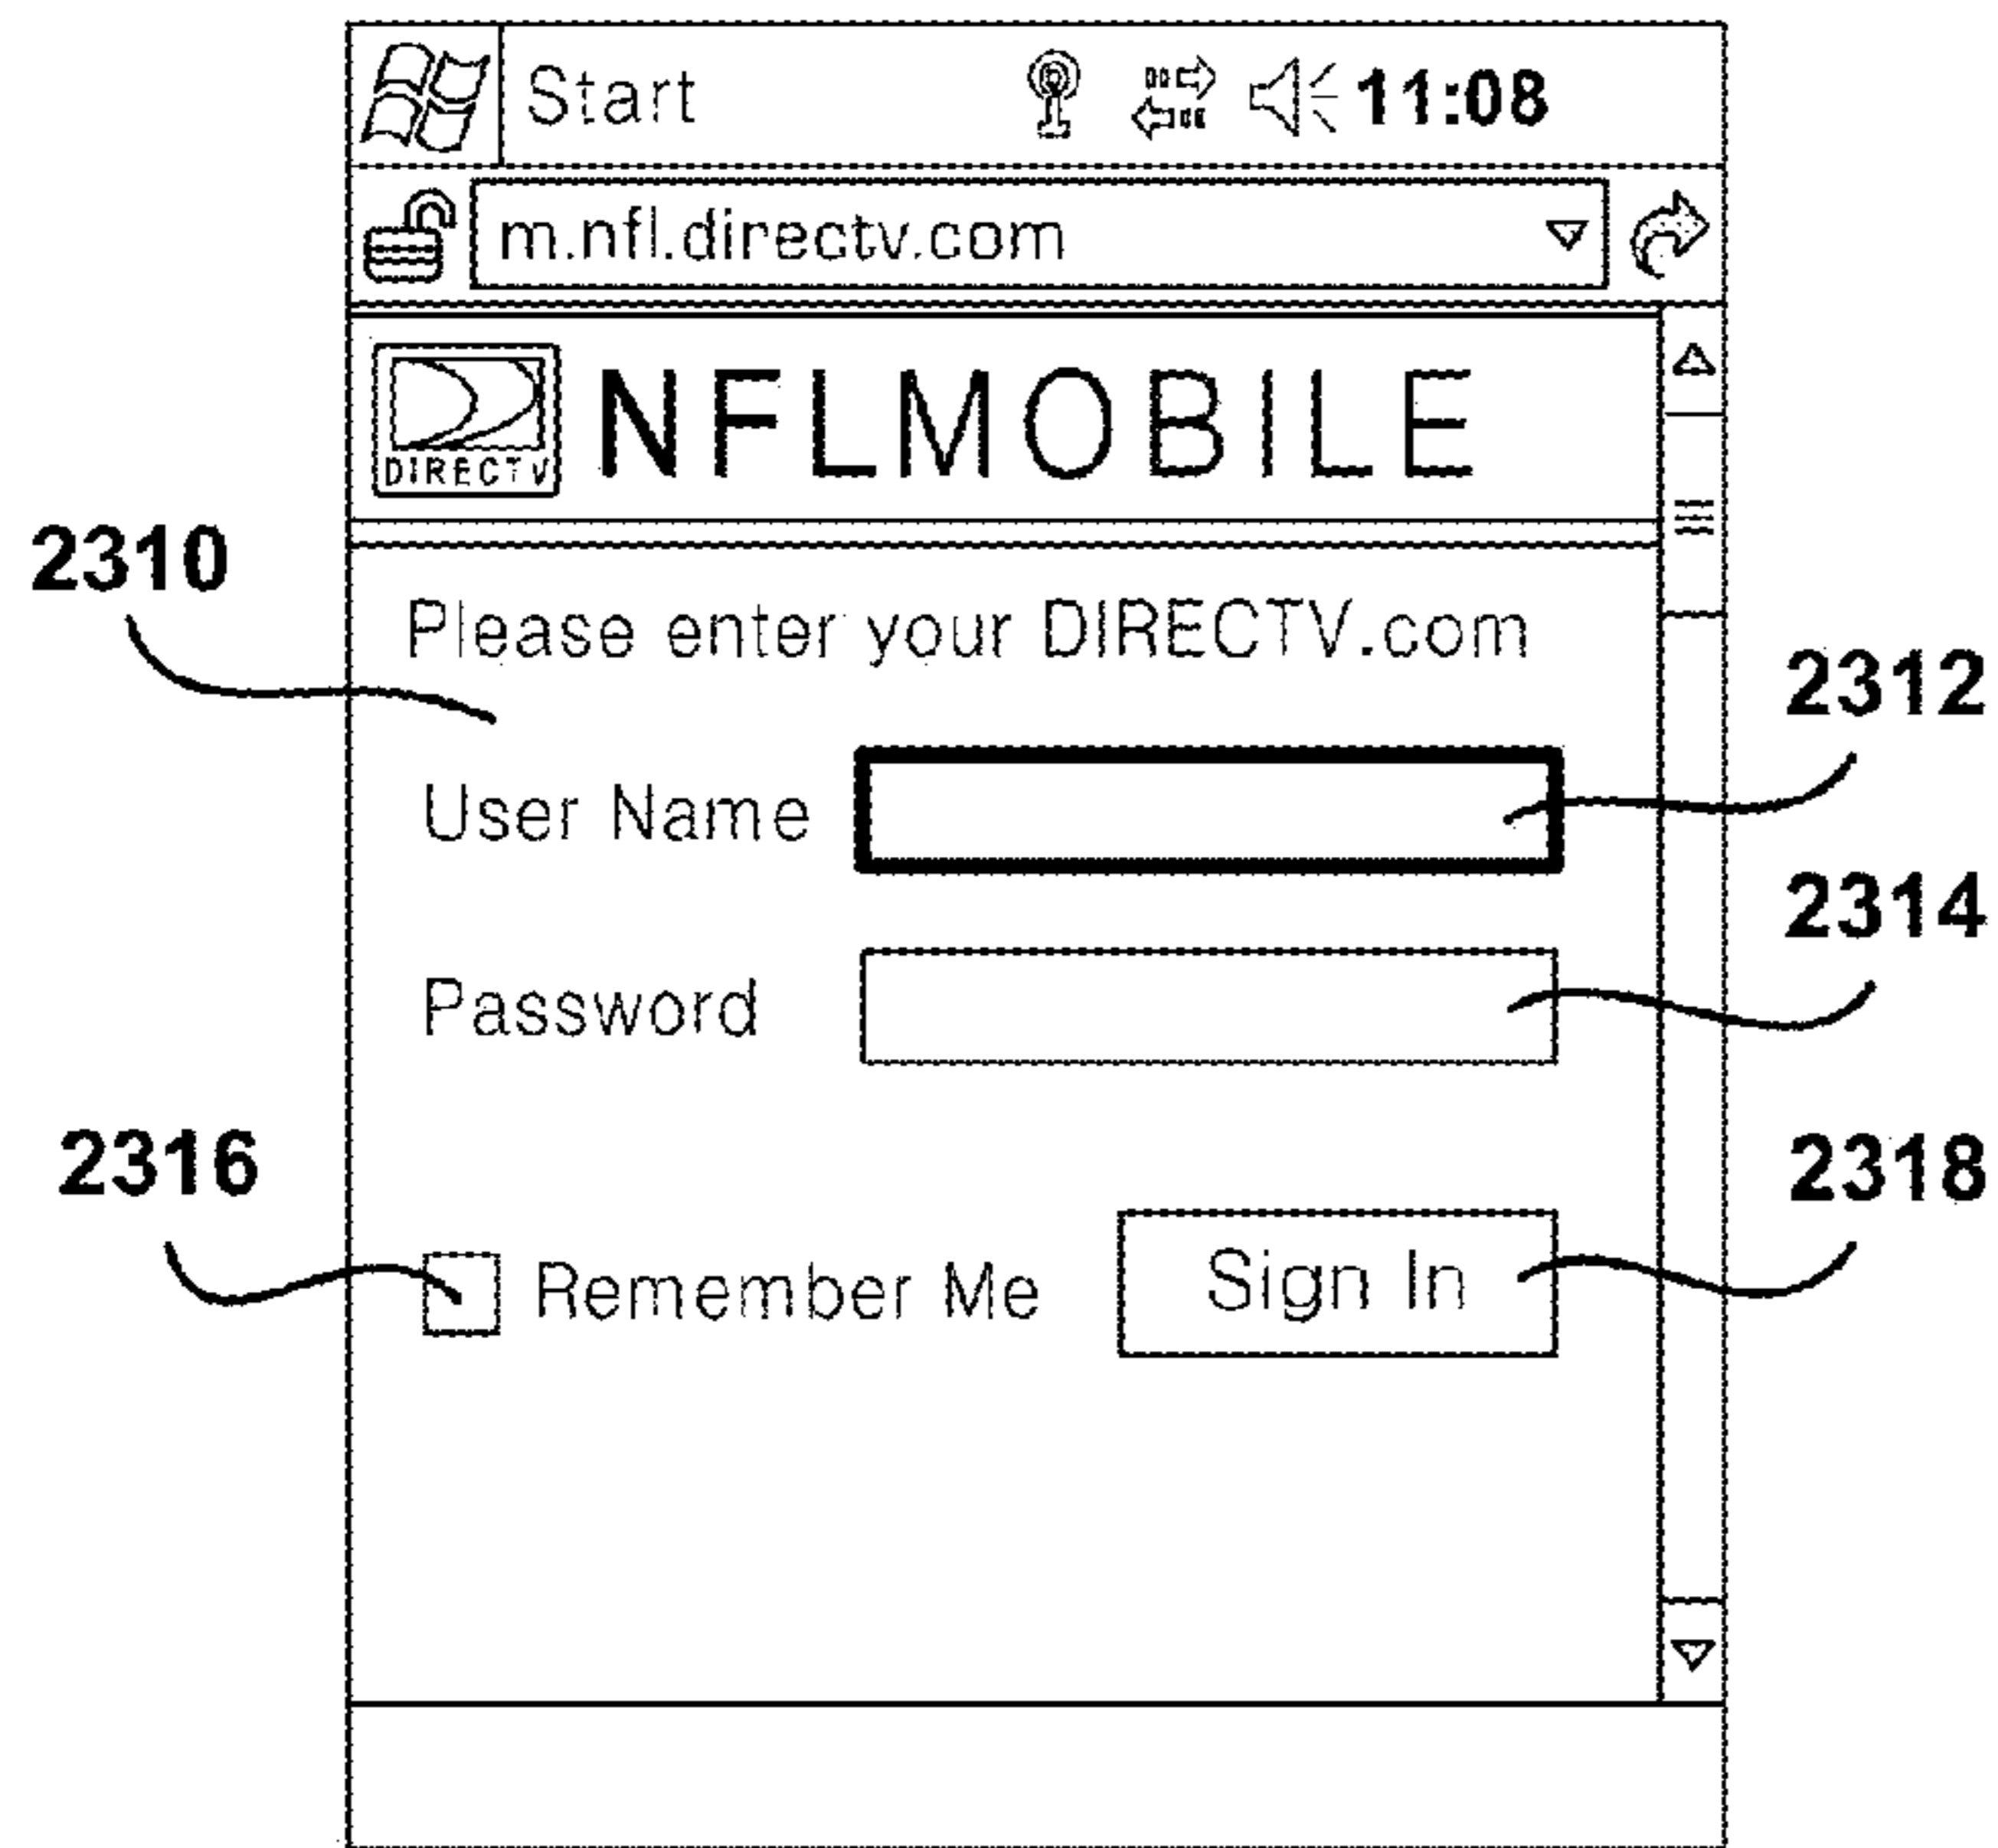 Start 11:08
m.nfl.directv.com
DIRECTV NFLMOBILE
2310
Please enter your DIRECTV.com
2312
User Name
2314
Password
2316
2318
Remember Me Sign In